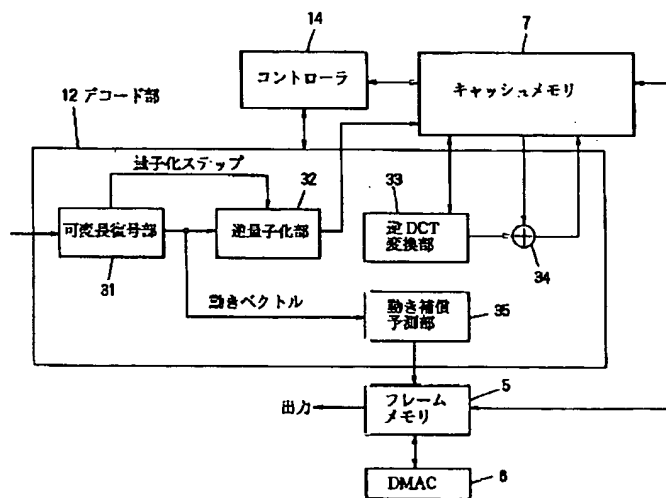 14
7
コントローラ
キャッシュメモリ
12 デコード部
量子化ステップ
32
33
可変長復号部
逆量子化部
逆DCT
変換部
34
31
動きベクトル
動き補償
予測部
35
5
出力
フレーム
メモリ
DMAC
6